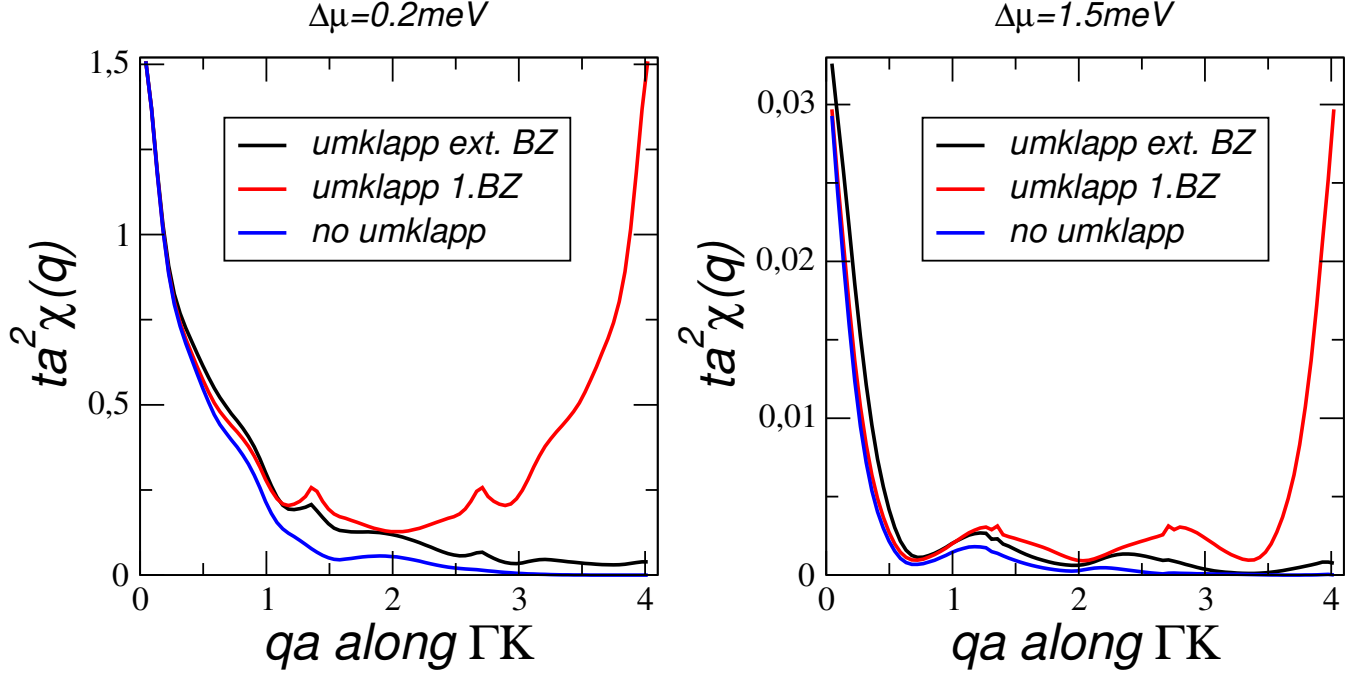 Δμ=0.2meV
1,5
1
0,5
0
0 1 2 3 4
ta²χ(q)
qa along ΓK
umklapp ext. BZ
umklapp 1.BZ
no umklapp
Δμ=1.5meV
0,03
0,02
0,01
0
0 1 2 3 4
ta²χ(q)
qa along ΓK
umklapp ext. BZ
umklapp 1.BZ
no umklapp